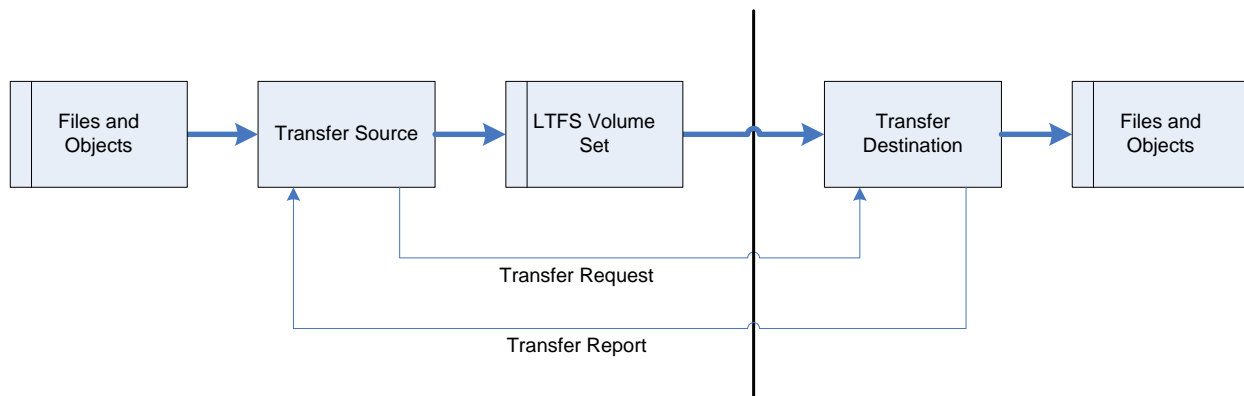 Files and
Objects
Transfer Source
LTFS Volume
Set
Transfer
Destination
Files and
Objects
Transfer Request
Transfer Report